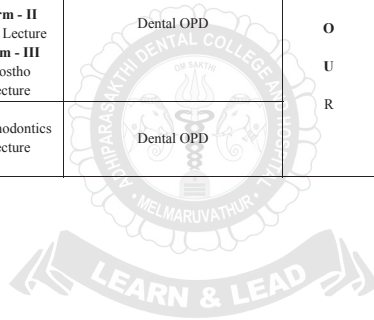 rm - II
Lecture
m - III
ostho
ecture
Dental OPD
O
U
R
hodontics
ecture
Dental OPD
ADHIPARASAKTHI DENTAL COLLEGE AND HOSPITAL
OM SAKTHI
MELMARUVATHUR
LEARN & LEAD